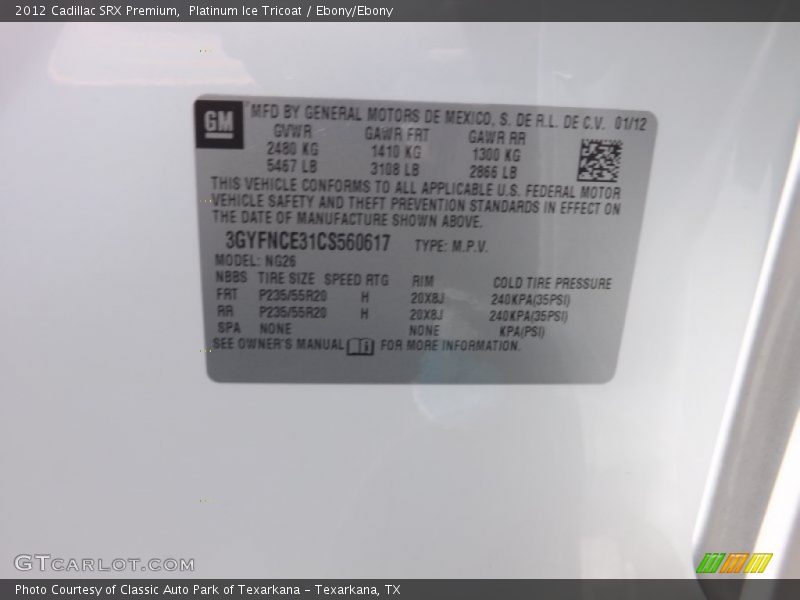 2012 Cadillac SRX Premium, Platinum Ice Tricoat / Ebony/Ebony
GM
MFD BY GENERAL MOTORS DE MEXICO, S. DE R.L. DE C.V. 01/12
GVWR GAWR FRT GAWR RR
2480 KG 1410 KG 1300 KG
5467 LB 3108 LB 2866 LB
THIS VEHICLE CONFORMS TO ALL APPLICABLE U.S. FEDERAL MOTOR
VEHICLE SAFETY AND THEFT PREVENTION STANDARDS IN EFFECT ON
THE DATE OF MANUFACTURE SHOWN ABOVE.
3GYFNCE31CS560617 TYPE: M.P.V.
MODEL: NG26
NBBS TIRE SIZE SPEED RTG RIM COLD TIRE PRESSURE
FRT P235/55R20 H 20X8J 240KPA(35PSI)
RR P235/55R20 H 20X8J 240KPA(35PSI)
SPA NONE NONE KPA(PSI)
SEE OWNER'S MANUAL FOR MORE INFORMATION.
GTCARLOT.COM
Photo Courtesy of Classic Auto Park of Texarkana - Texarkana, TX